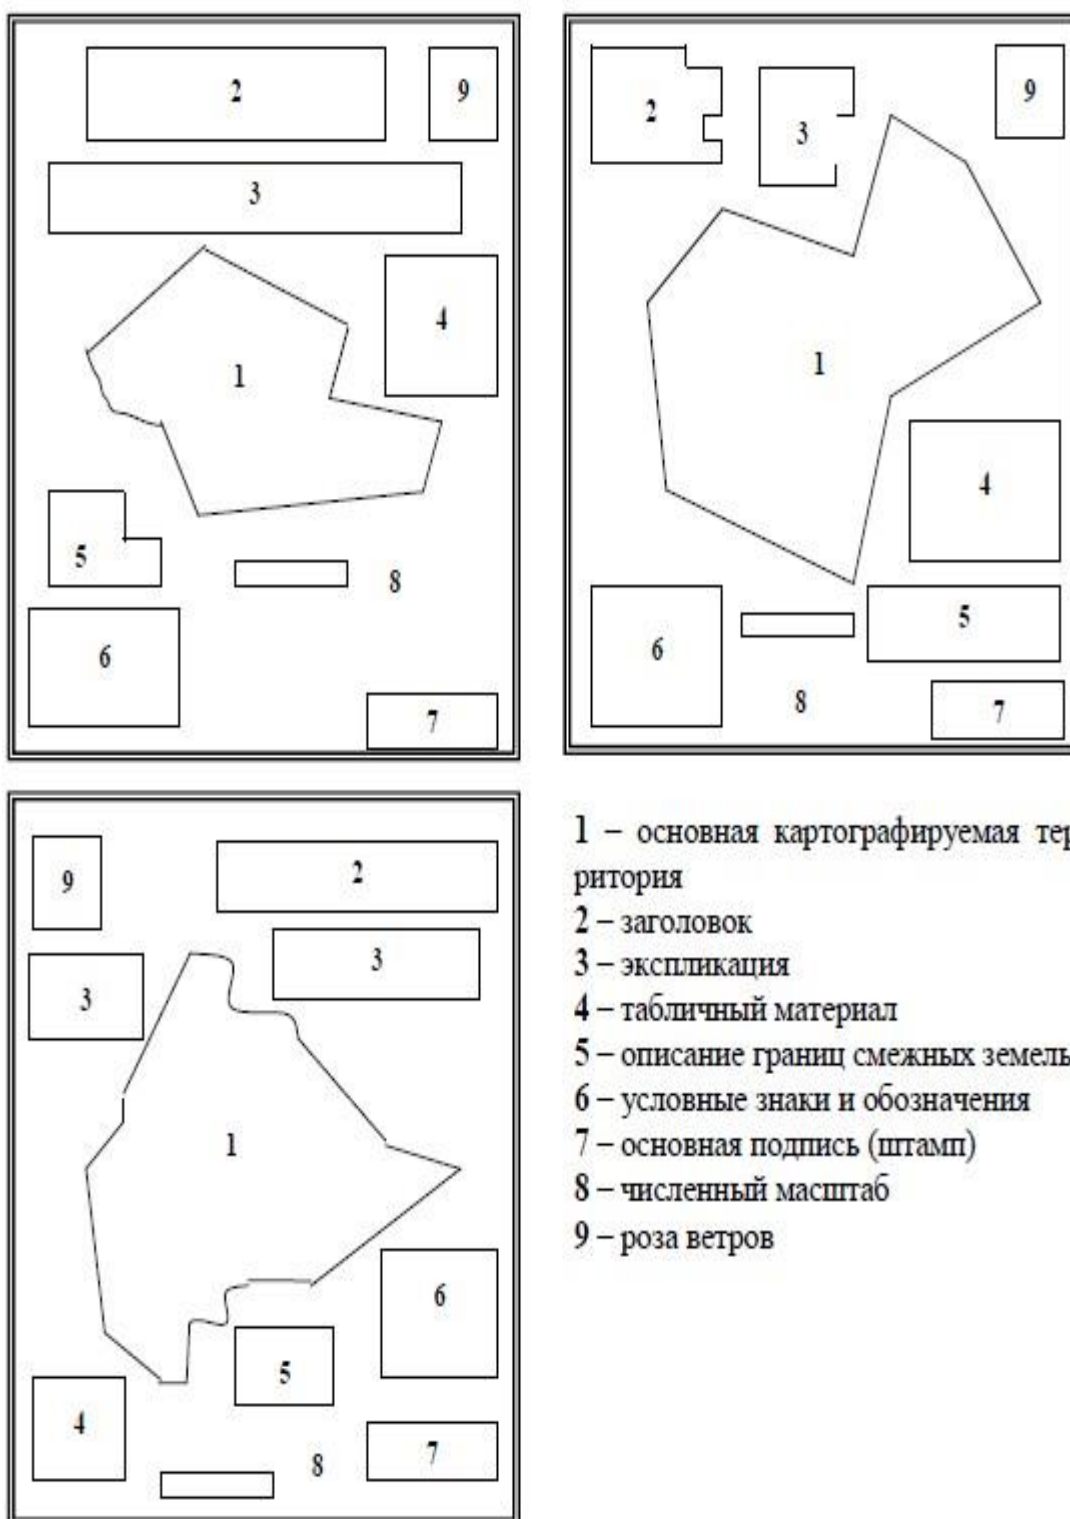 2
9
3
4
1
5
8
6
7
2
3
9
1
4
5
6
8
7
9
2
3
3
1
6
5
4
8
7
1 – основная картографируемая тер
ритория
2 – заголовок
3 – экспликация
4 – табличный материал
5 – описание границ смежных земель
6 – условные знаки и обозначения
7 – основная подпись (штамп)
8 – численный масштаб
9 – роза ветров